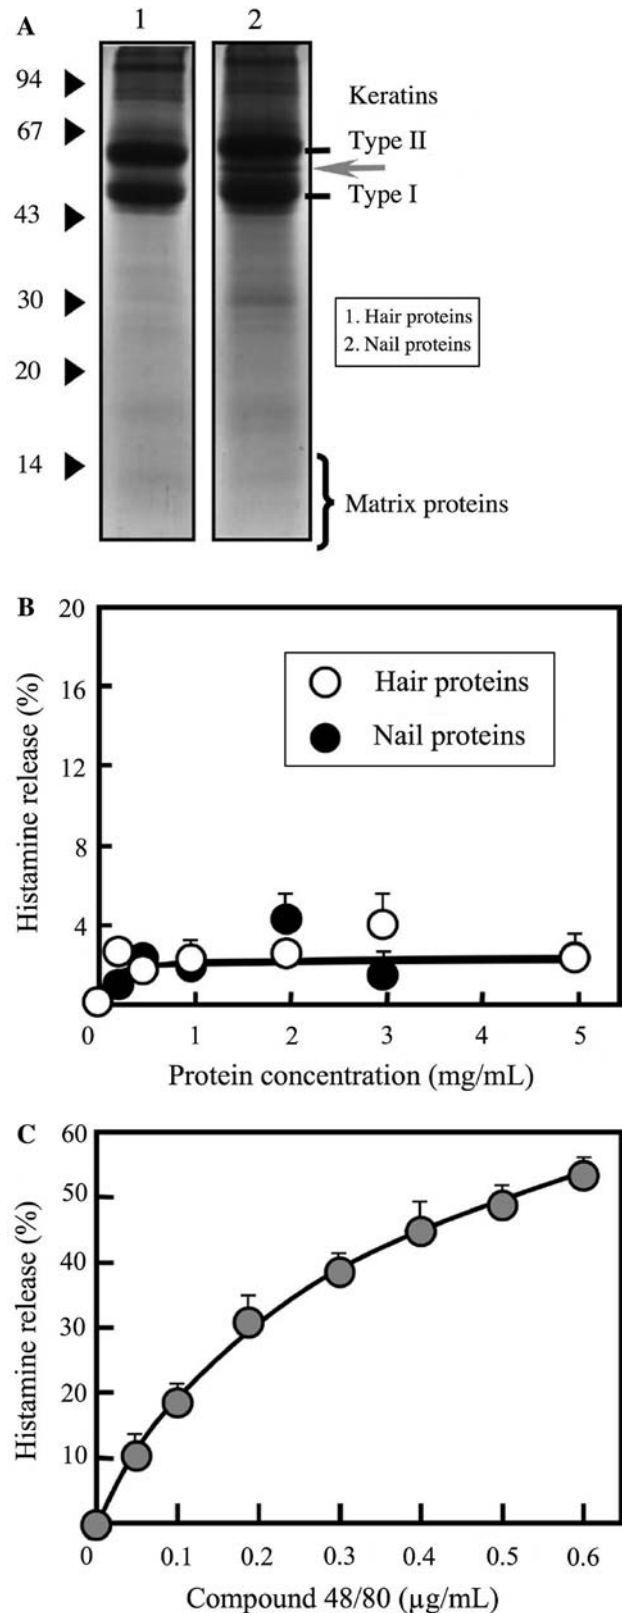 A
1 2
94
67
43
30
20
14
Keratins
Type II
Type I
1. Hair proteins
2. Nail proteins
Matrix proteins
B
20
16
12
8
4
Histamine release (%)
Hair proteins
Nail proteins
0 1 2 3 4 5
Protein concentration (mg/mL)
C
60
50
40
30
20
10
Histamine release (%)
0 0.1 0.2 0.3 0.4 0.5 0.6
Compound 48/80 (µg/mL)